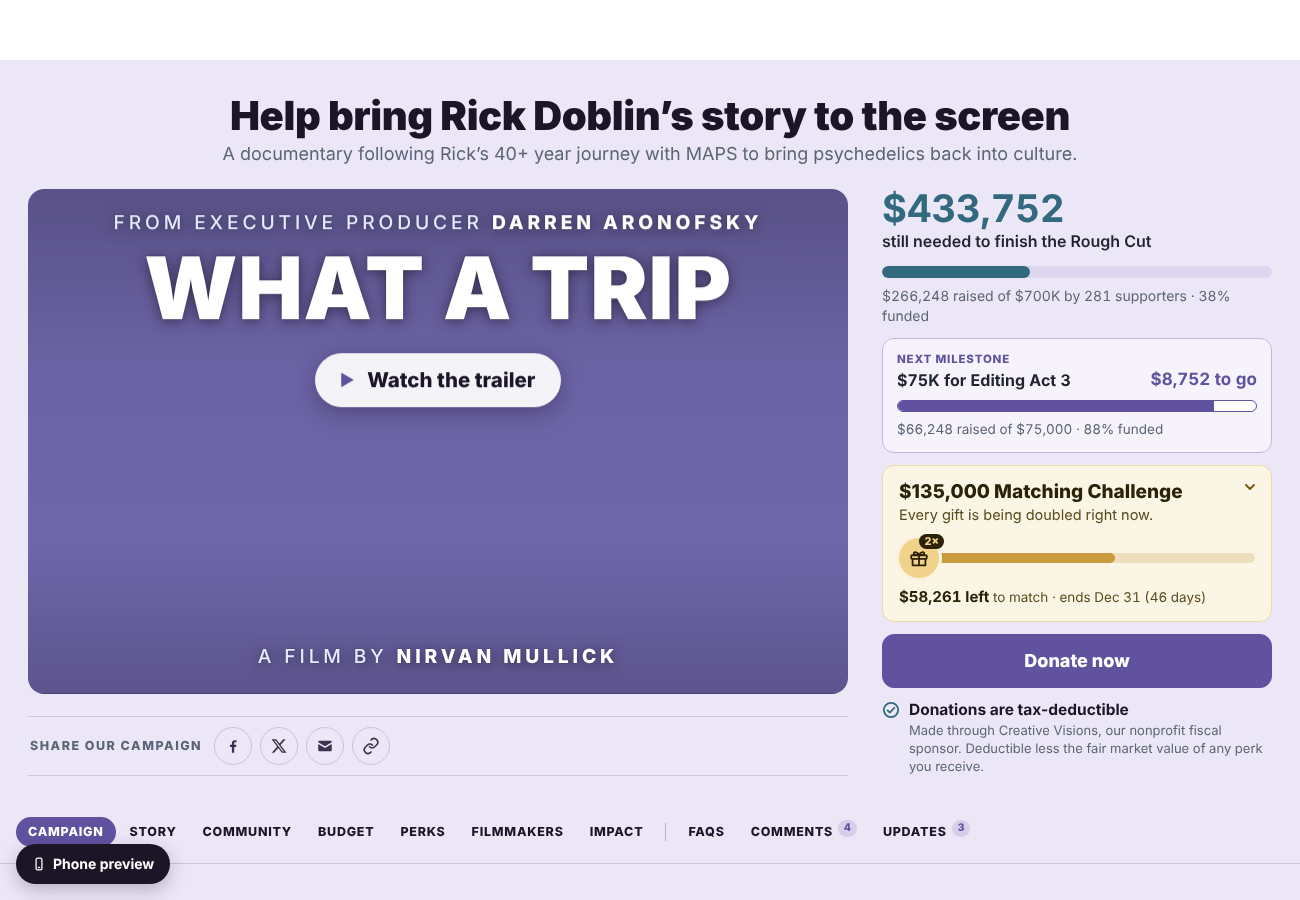 Help bring Rick Doblin’s story to the screen
A documentary following Rick’s 40+ year journey with MAPS to bring psychedelics back into culture.
FROM EXECUTIVE PRODUCER DARREN ARONOFSKY
WHAT A TRIP
Watch the trailer
A FILM BY NIRVAN MULLICK
SHARE OUR CAMPAIGN
$433,752
still needed to finish the Rough Cut
$266,248 raised of $700K by 281 supporters · 38%
funded
NEXT MILESTONE
$75K for Editing Act 3
$8,752 to go
$66,248 raised of $75,000 · 88% funded
$135,000 Matching Challenge
Every gift is being doubled right now.
2×
$58,261 left to match · ends Dec 31 (46 days)
Donate now
Donations are tax-deductible
Made through Creative Visions, our nonprofit fiscal
sponsor. Deductible less the fair market value of any perk
you receive.
CAMPAIGN STORY COMMUNITY BUDGET PERKS FILMMAKERS IMPACT FAQS COMMENTS 4 UPDATES 3
Phone preview